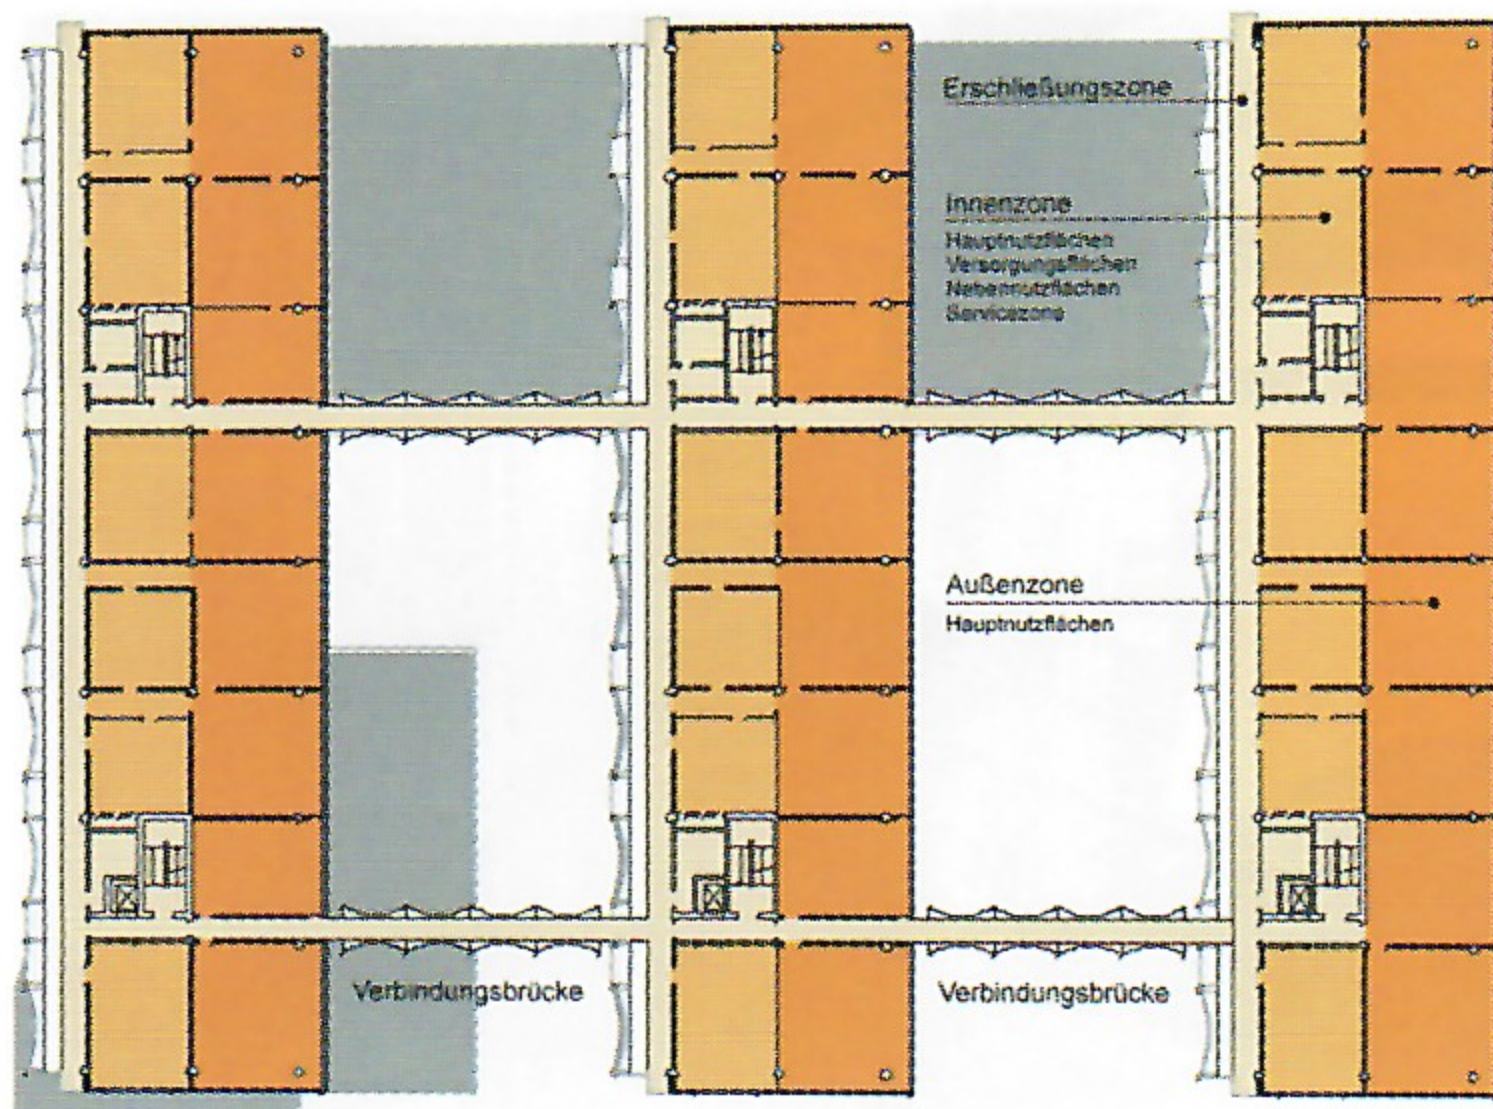 Erschließungszone
Innenzone
Hauptnutzflächen
Versorgungsflächen
Nebennutzflächen
Servicezone
Außenzone
Hauptnutzflächen
Verbindungsbrücke
Verbindungsbrücke